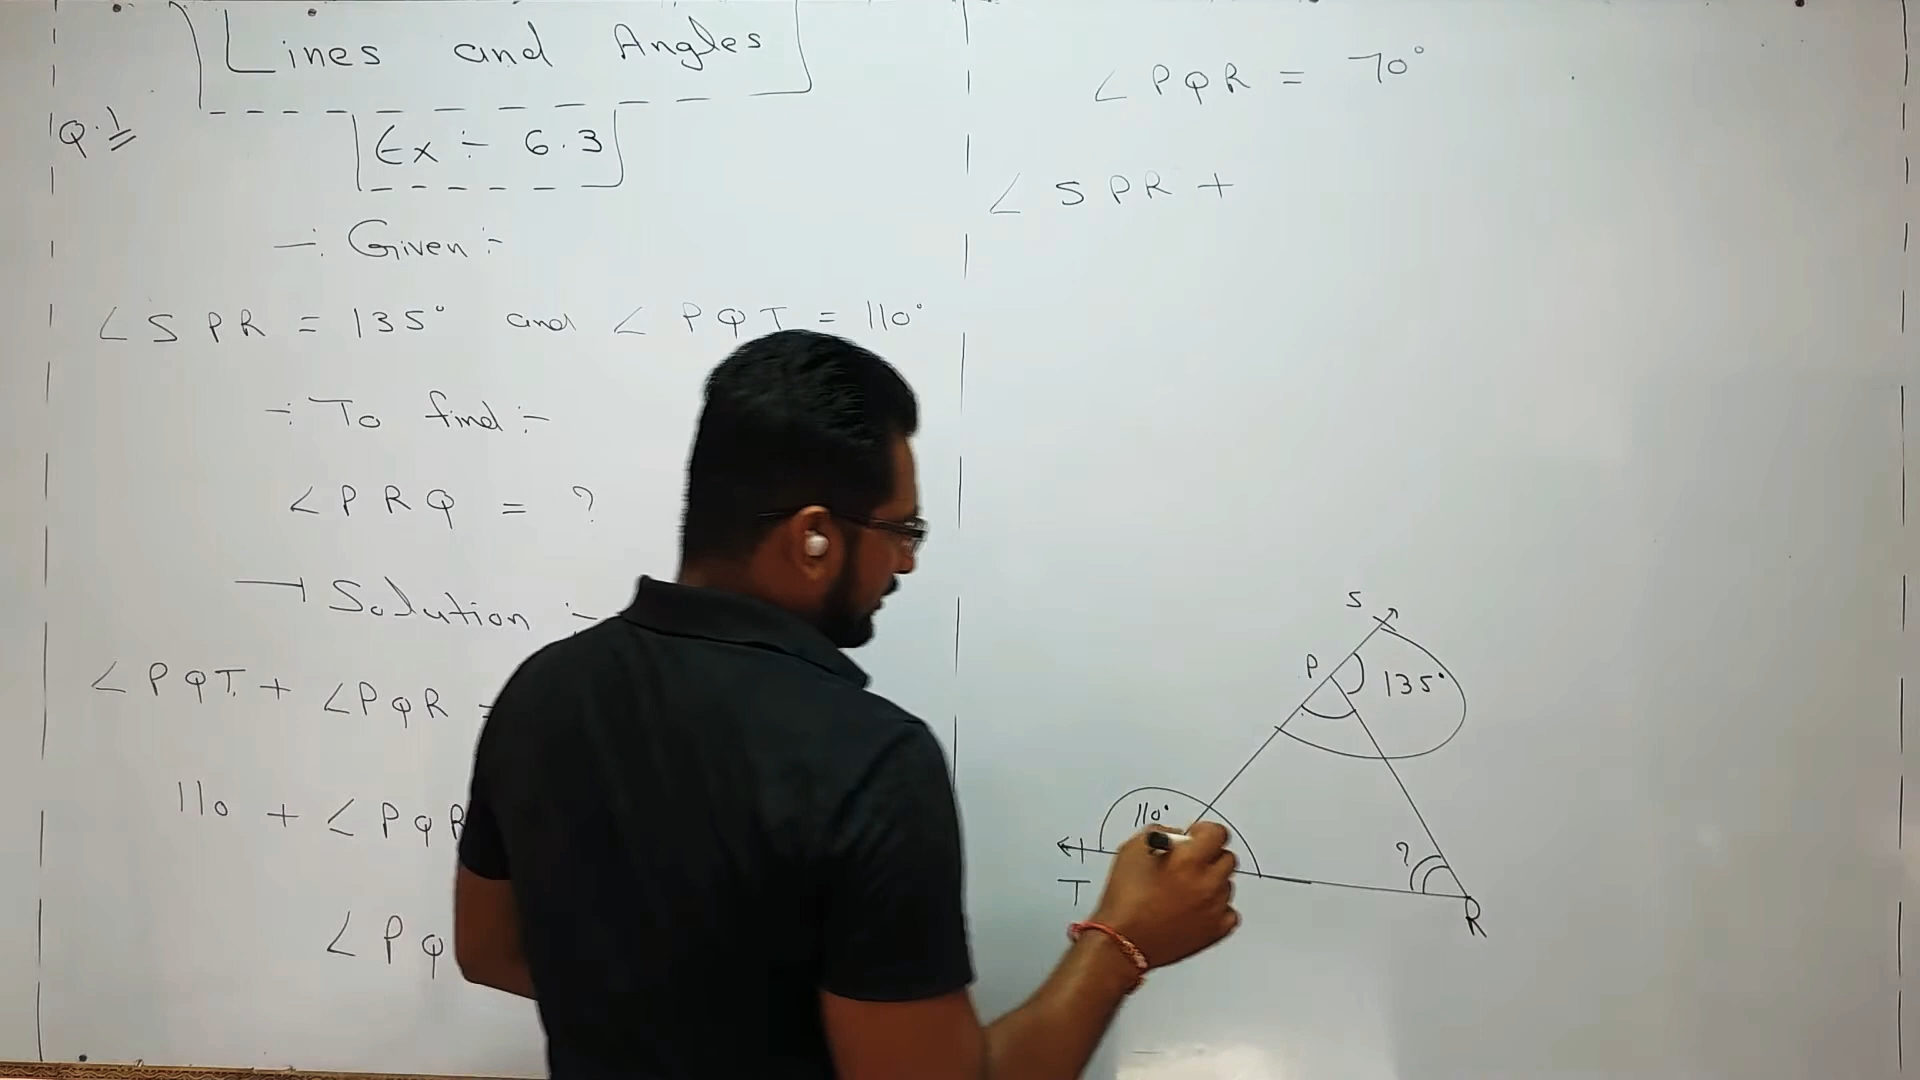 Lines and Angles
Q.1
Ex ÷ 6.3
-: Given :-
∠SPR = 135° and ∠PQT = 110°
-: To find :-
∠PRQ = ?
→ Solution :-
∠PQT + ∠PQR =
110 + ∠PQR
∠PQ
∠PQR = 70°
∠SPR +
S
P
135°
110°
?
T
R